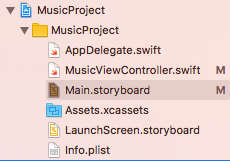 MusicProject
MusicProject
AppDelegate.swift
MusicViewController.swift M
Main.storyboard M
Assets.xcassets
LaunchScreen.storyboard
Info.plist